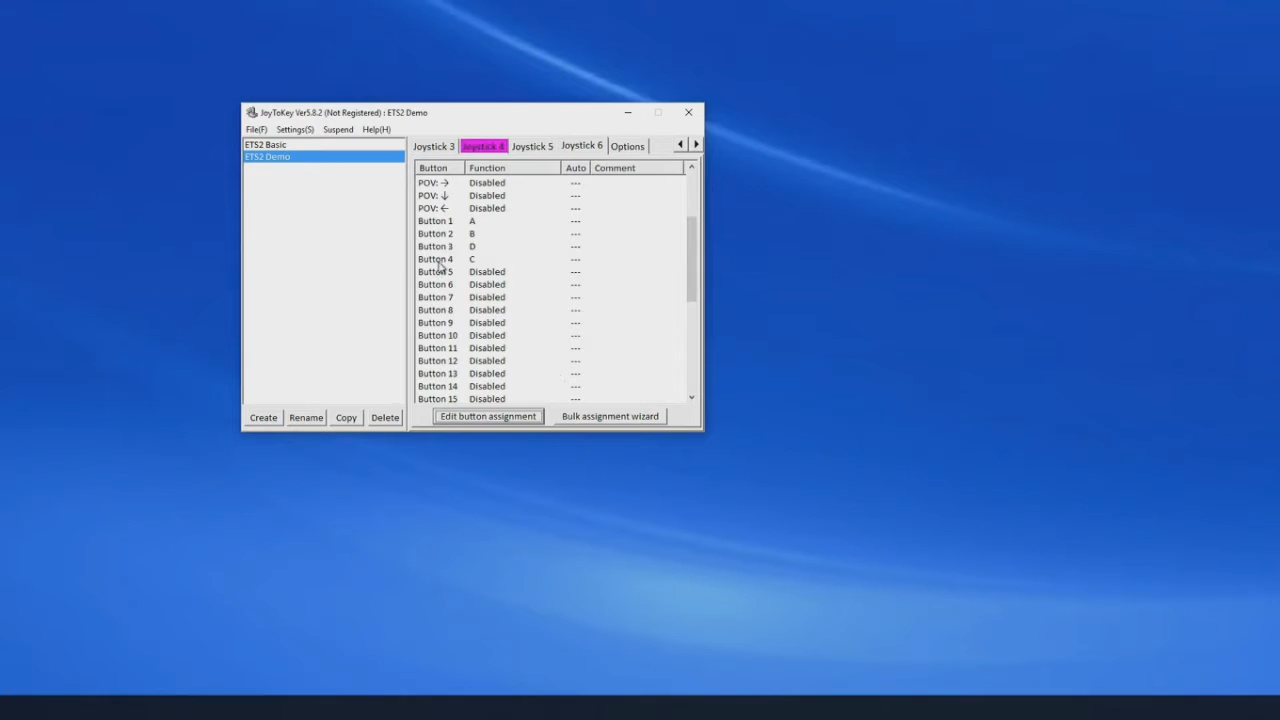 JoyToKey Ver5.8.2 (Not Registered) : ETS2 Demo
File(F) Settings(S) Suspend Help(H)
ETS2 Basic
ETS2 Demo
Create Rename Copy Delete
Joystick 3 Joystick 4 Joystick 5 Joystick 6 Options
Button Function Auto Comment
POV: → Disabled ---
POV: ↓ Disabled ---
POV: ← Disabled ---
Button 1 A ---
Button 2 B ---
Button 3 D ---
Button 4 C ---
Button 5 Disabled ---
Button 6 Disabled ---
Button 7 Disabled ---
Button 8 Disabled ---
Button 9 Disabled ---
Button 10 Disabled ---
Button 11 Disabled ---
Button 12 Disabled ---
Button 13 Disabled ---
Button 14 Disabled ---
Button 15 Disabled ---
Edit button assignment Bulk assignment wizard